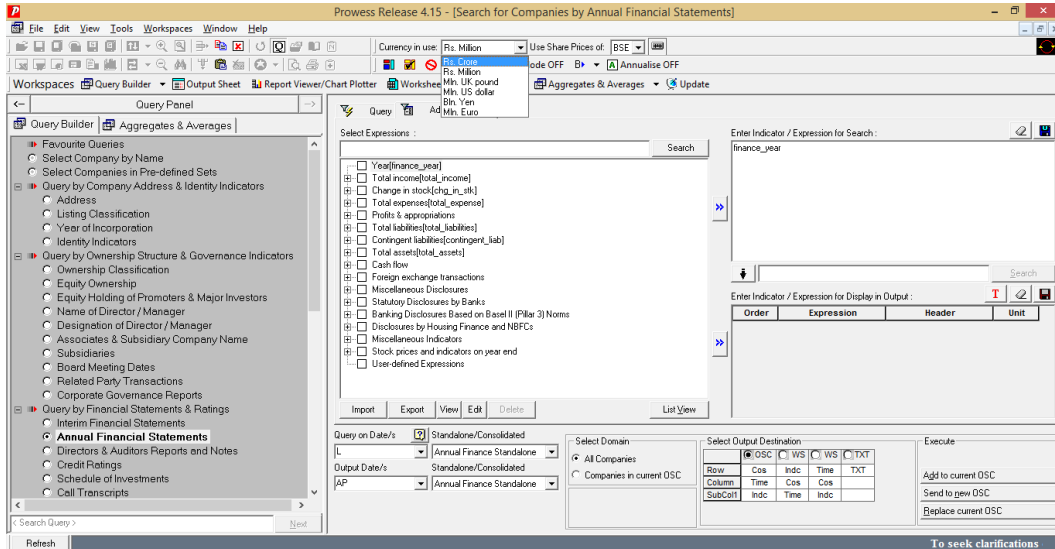 Prowess Release 4.15 - [Search for Companies by Annual Financial Statements]
File Edit View Tools Workspaces Window Help
Currency in use: Rs. Million Use Share Prices of: BSE
Rs. Crore
Rs. Million
Mln. UK pound
Mln. US dollar
Bln. Yen
Mln. Euro
ode OFF B Annualise OFF
Workspaces Query Builder Output Sheet Report Viewer/Chart Plotter Workshee Aggregates & Averages Update
Query Panel
Query Builder Aggregates & Averages
Favourite Queries
Select Company by Name
Select Companies in Pre-defined Sets
Query by Company Address & Identity Indicators
Address
Listing Classification
Year of Incorporation
Identity Indicators
Query by Ownership Structure & Governance Indicators
Ownership Classification
Equity Ownership
Equity Holding of Promoters & Major Investors
Name of Director / Manager
Designation of Director / Manager
Associates & Subsidiary Company Name
Subsidiaries
Board Meeting Dates
Related Party Transactions
Corporate Governance Reports
Query by Financial Statements & Ratings
Interim Financial Statements
Annual Financial Statements
Directors & Auditors Reports and Notes
Credit Ratings
Schedule of Investments
Call Transcripts
< Search Query > Next
Refresh
Query Ad
Select Expressions :
Search
Year[finance_year]
Total income[total_income]
Change in stock[chg_in_stk]
Total expenses[total_expense]
Profits & appropriations
Total liabilities[total_liabilities]
Contingent liabilities[contingent_liab]
Total assets[total_assets]
Cash flow
Foreign exchange transactions
Miscellaneous Disclosures
Statutory Disclosures by Banks
Banking Disclosures Based on Basel II (Pillar 3) Norms
Disclosures by Housing Finance and NBFCs
Miscellaneous Indicators
Stock prices and indicators on year end
User-defined Expressions
Import Export View Edit Delete List View
Enter Indicator / Expression for Search :
finance_year
Search
Enter Indicator / Expression for Display in Output :
T
Order Expression Header Unit
Query on Date/s Standalone/Consolidated
L Annual Finance Standalone
Output Date/s Standalone/Consolidated
AP Annual Finance Standalone
Select Domain
All Companies
Companies in current OSC
Select Output Destination
OSC WS WS TXT
Row Cos Indc Time TXT
Column Time Cos Cos
SubCol1 Indc Time Indc
Execute
Add to current OSC
Send to new OSC
Replace current OSC
To seek clarifications